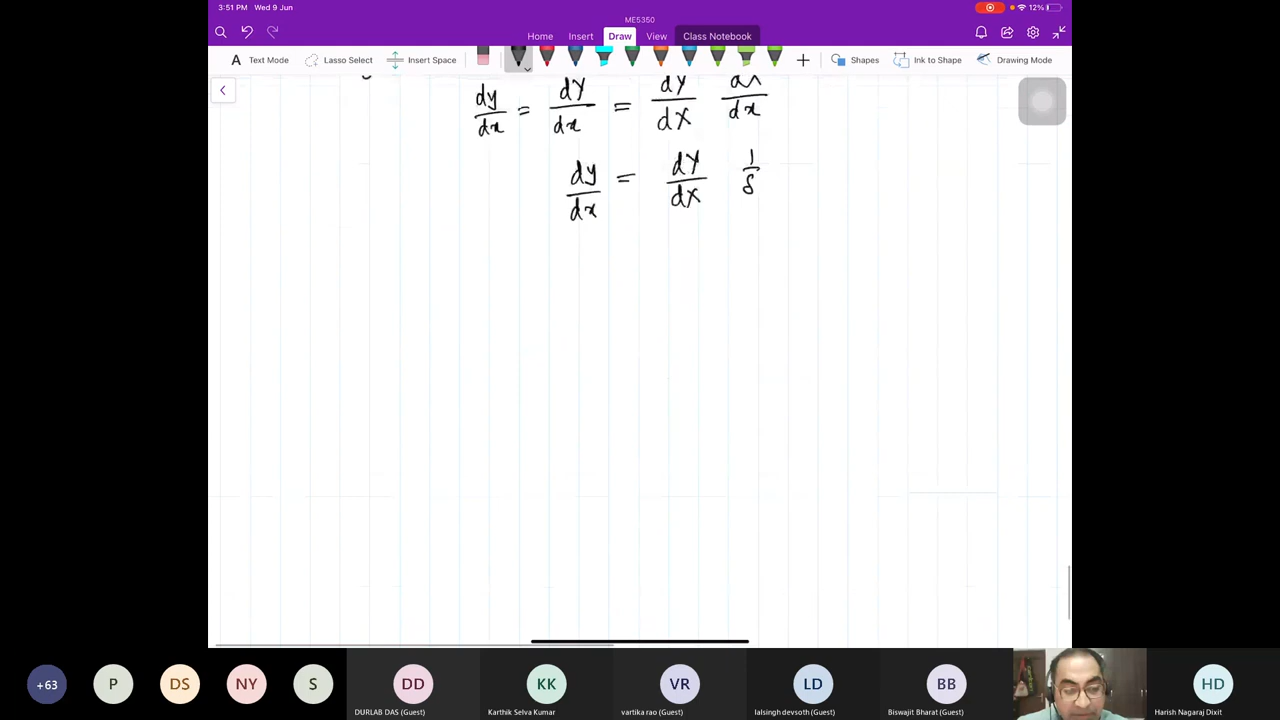 3:51 PM Wed 9 Jun
12%
ME5350
Home Insert Draw View Class Notebook
A Text Mode Lasso Select Insert Space Shapes Ink to Shape Drawing Mode
dy/dx = dY/dx = dY/dX dX/dx
dy/dx = dY/dX 1/δ
+63 P DS NY S DD KK VR LD BB HD
DURLAB DAS (Guest) Karthik Selva Kumar vartika rao (Guest) lalsingh devsoth (Guest) Biswajit Bharat (Guest) Harish Nagaraj Dixit